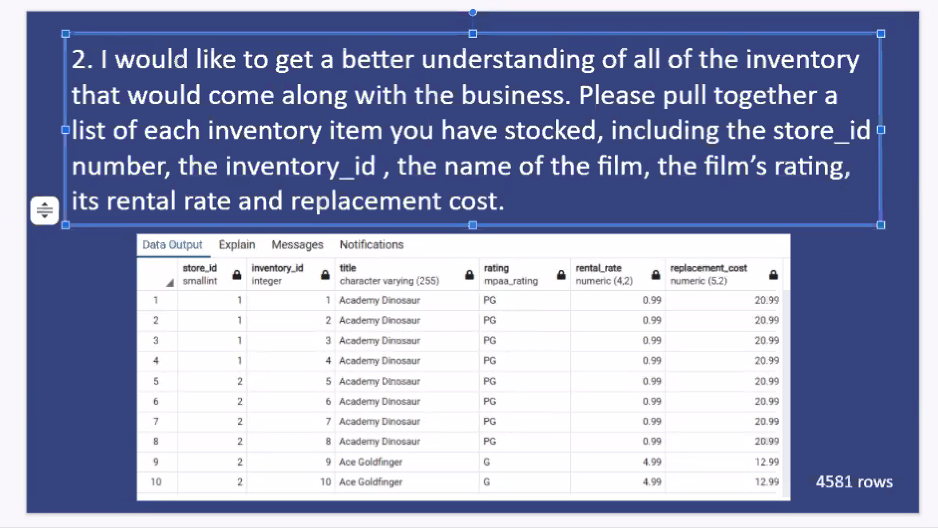 2. I would like to get a better understanding of all of the inventory
that would come along with the business. Please pull together a
list of each inventory item you have stocked, including the store_id
number, the inventory_id , the name of the film, the film’s rating,
its rental rate and replacement cost.
Data Output Explain Messages Notifications
store_id inventory_id title rating rental_rate replacement_cost
smallint integer character varying (255) mpaa_rating numeric (4,2) numeric (5,2)
1 1 1 Academy Dinosaur PG 0.99 20.99
2 1 2 Academy Dinosaur PG 0.99 20.99
3 1 3 Academy Dinosaur PG 0.99 20.99
4 1 4 Academy Dinosaur PG 0.99 20.99
5 2 5 Academy Dinosaur PG 0.99 20.99
6 2 6 Academy Dinosaur PG 0.99 20.99
7 2 7 Academy Dinosaur PG 0.99 20.99
8 2 8 Academy Dinosaur PG 0.99 20.99
9 2 9 Ace Goldfinger G 4.99 12.99
10 2 10 Ace Goldfinger G 4.99 12.99
4581 rows